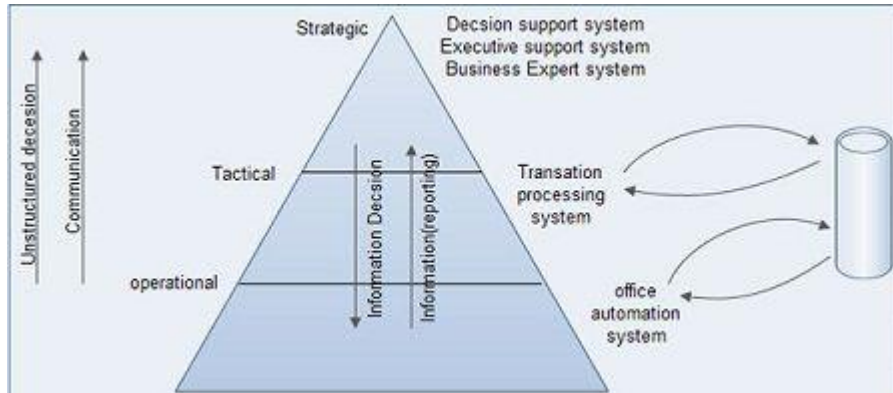 Strategic
Decsion support system
Executive support system
Business Expert system
Unstructured decesion
Communication
Tactical
Information Decsion
Information(reporting)
Transation
processing
system
operational
office
automation
system